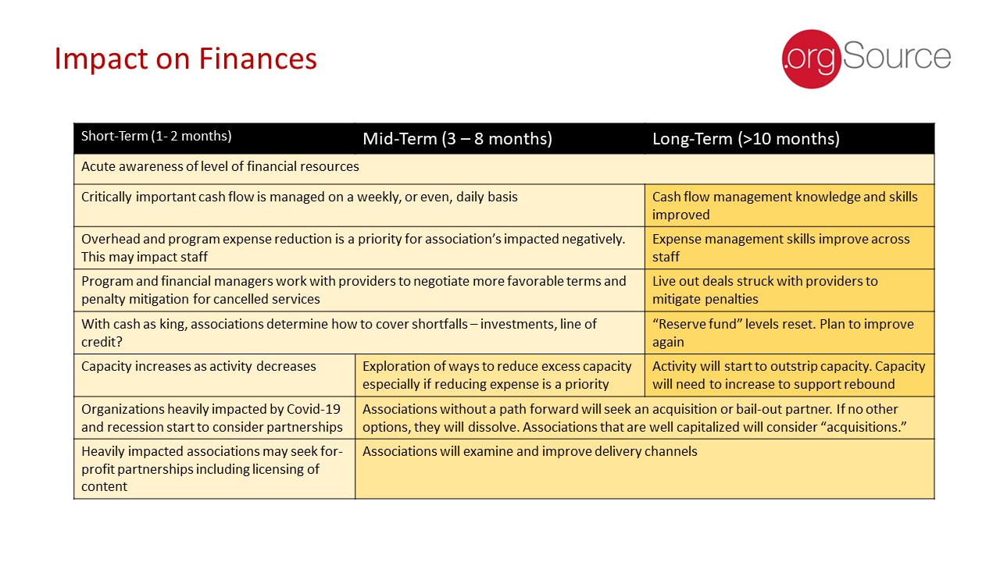 Impact on Finances
.orgSource
Short-Term (1- 2 months)
Mid-Term (3 – 8 months)
Long-Term (>10 months)
Acute awareness of level of financial resources
Critically important cash flow is managed on a weekly, or even, daily basis
Cash flow management knowledge and skills
improved
Overhead and program expense reduction is a priority for association’s impacted negatively.
This may impact staff
Expense management skills improve across
staff
Program and financial managers work with providers to negotiate more favorable terms and
penalty mitigation for cancelled services
Live out deals struck with providers to
mitigate penalties
With cash as king, associations determine how to cover shortfalls – investments, line of
credit?
“Reserve fund” levels reset. Plan to improve
again
Capacity increases as activity decreases
Exploration of ways to reduce excess capacity
especially if reducing expense is a priority
Activity will start to outstrip capacity. Capacity
will need to increase to support rebound
Organizations heavily impacted by Covid-19
and recession start to consider partnerships
Associations without a path forward will seek an acquisition or bail-out partner. If no other
options, they will dissolve. Associations that are well capitalized will consider “acquisitions.”
Heavily impacted associations may seek for-
profit partnerships including licensing of
content
Associations will examine and improve delivery channels